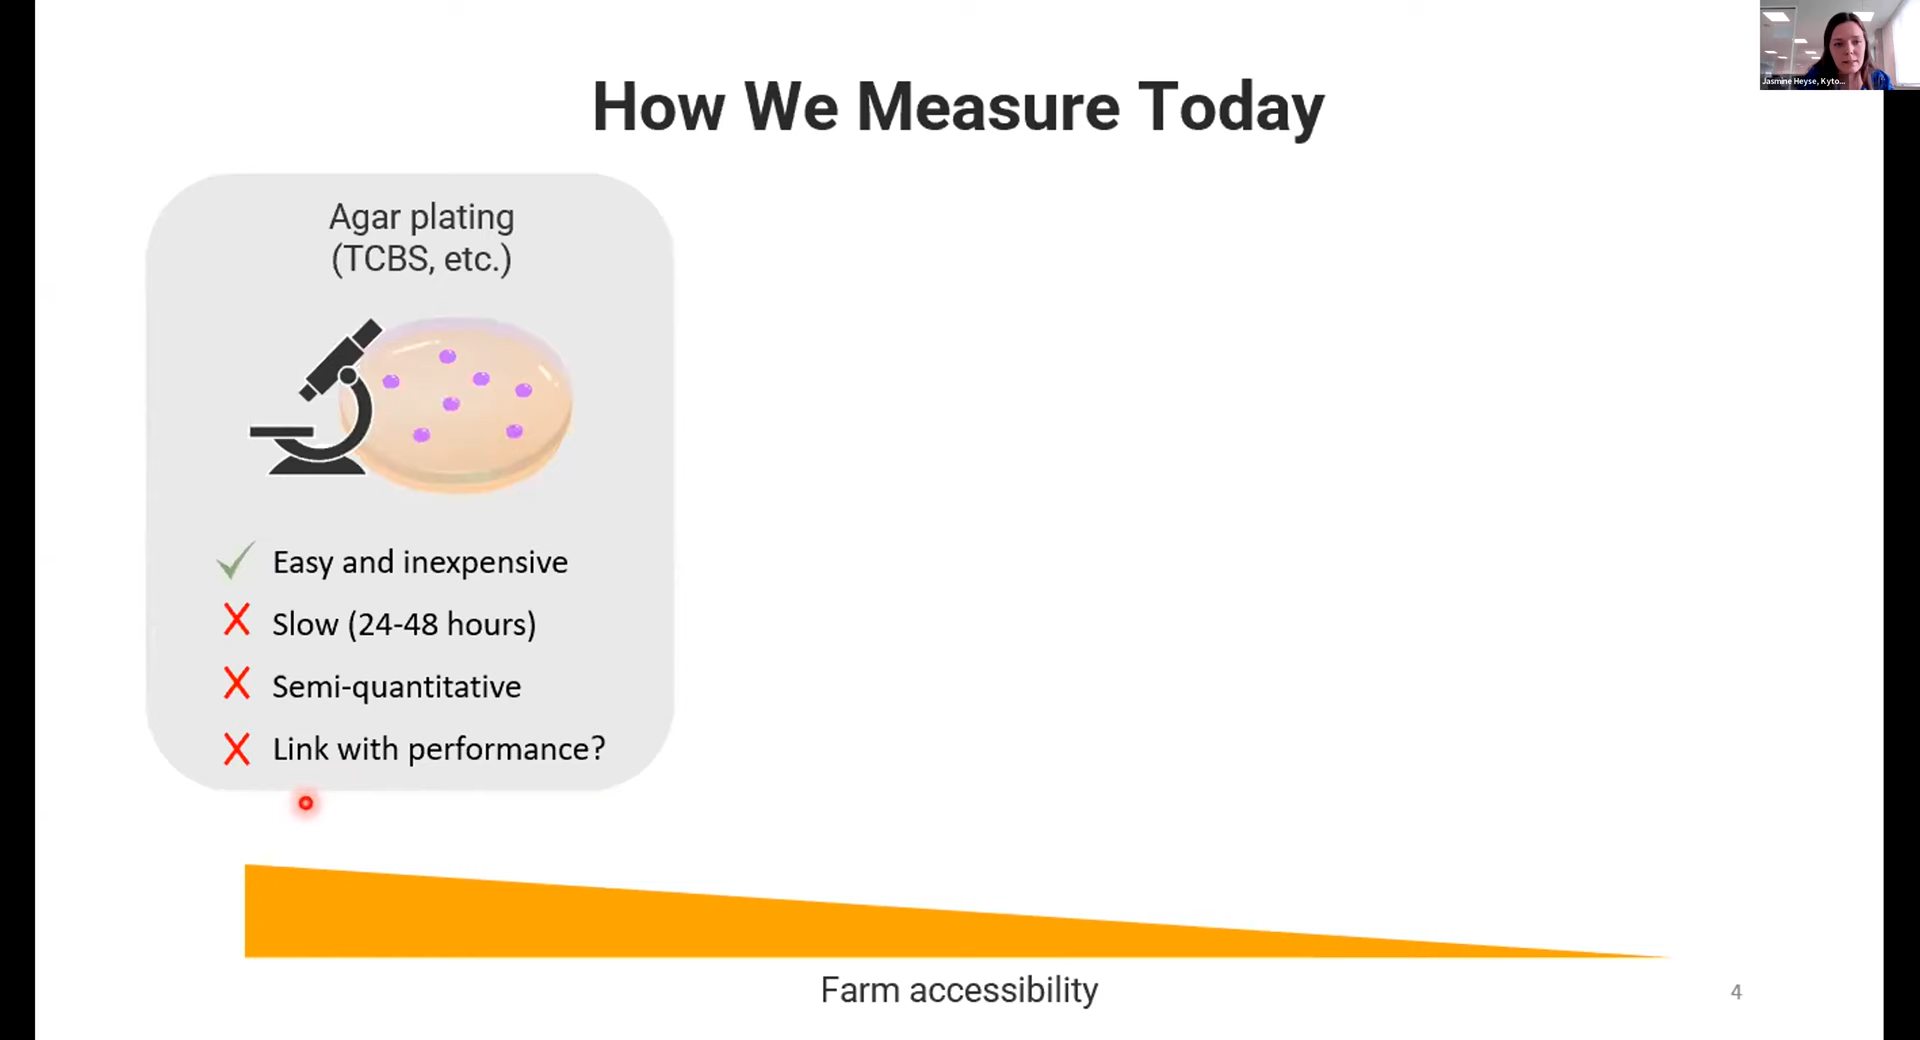 How We Measure Today
Agar plating
(TCBS, etc.)
Easy and inexpensive
Slow (24-48 hours)
Semi-quantitative
Link with performance?
Farm accessibility
4
Jasmine Heyse, Kyto...